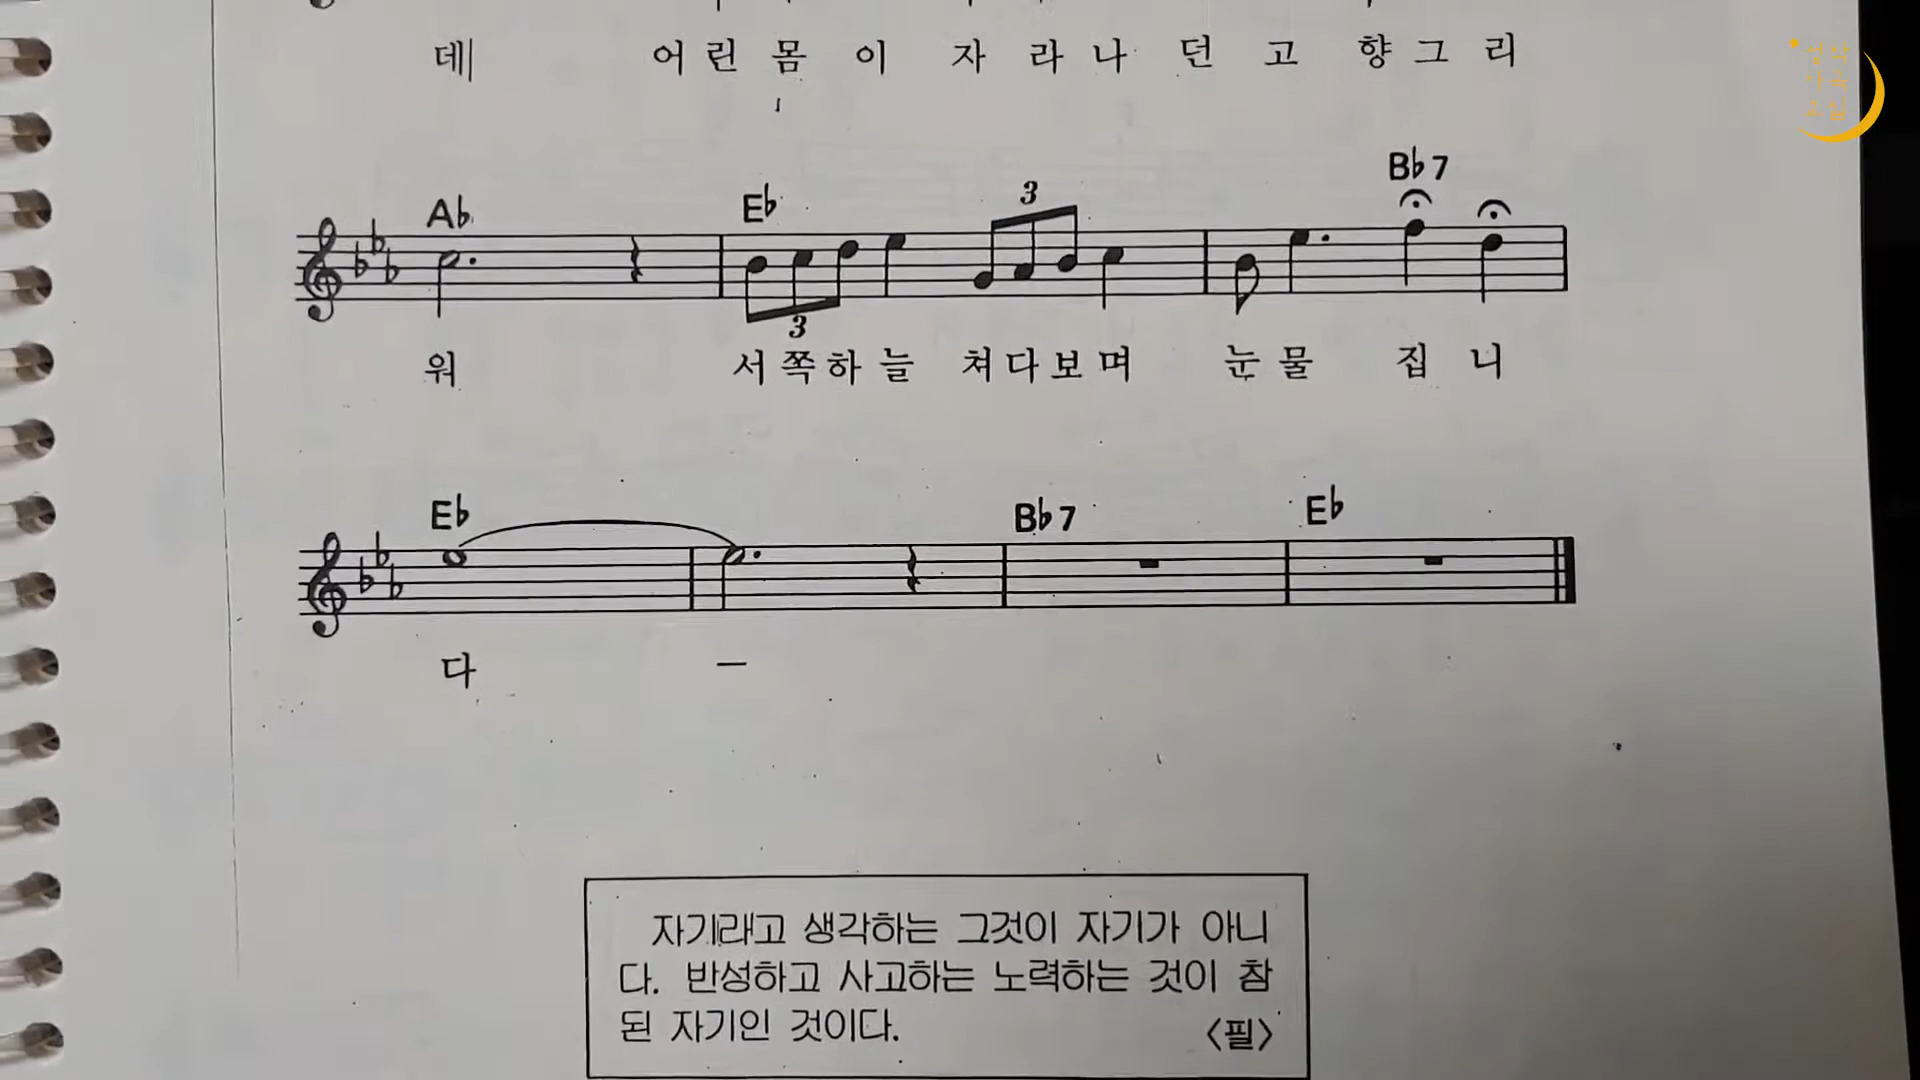 데
어린몸이 자라나던 고향그리
Bb7
Ab Eb 3
3
워 서쪽하늘 쳐다보며 눈물 집니
Eb Bb7 Eb
다 —
자기라고 생각하는 그것이 자기가 아니
다. 반성하고 사고하는 노력하는 것이 참
된 자기인 것이다.
〈필〉